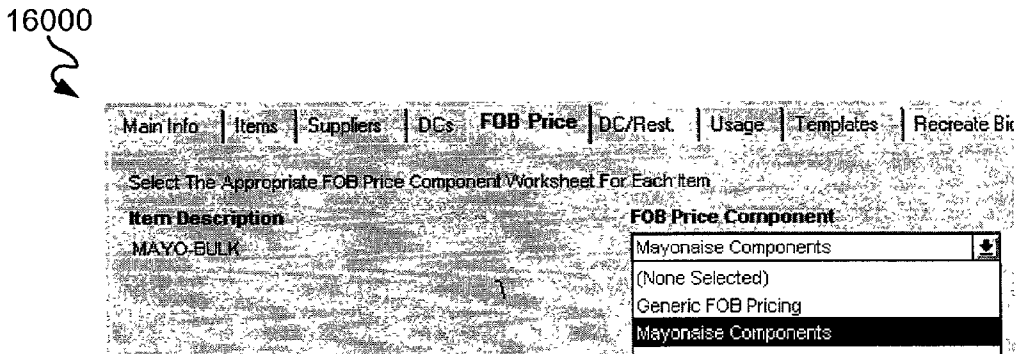 16000
Main Info Items Suppliers DCs FOB Price DC/Rest. Usage Templates Recreate Bid
Select The Appropriate FOB Price Component Worksheet For Each Item
Item Description FOB Price Component
MAYO-BULK Mayonaise Components
(None Selected)
Generic FOB Pricing
Mayonaise Components